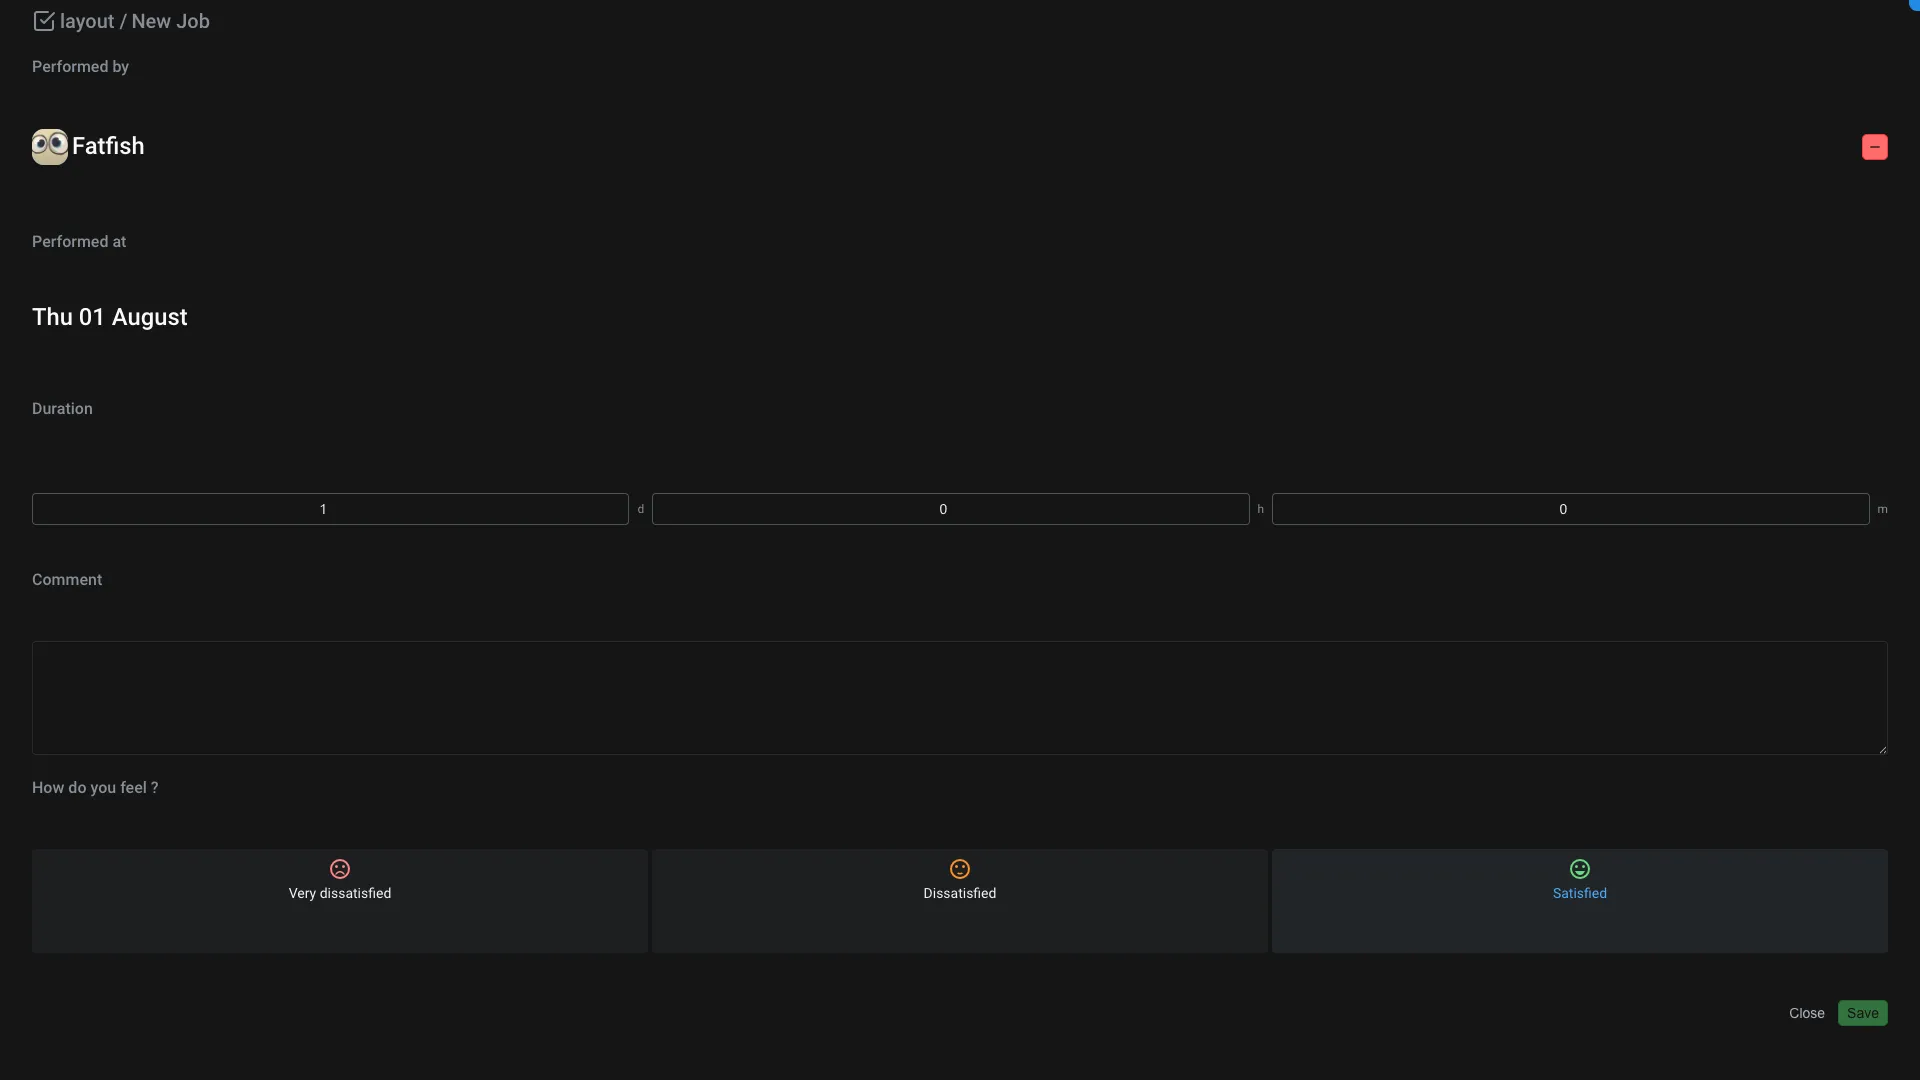 layout / New Job
Performed by
Fatfish
Performed at
Thu 01 August
Duration
1 d 0 h 0 m
Comment
How do you feel ?
Very dissatisfied Dissatisfied Satisfied
Close Save